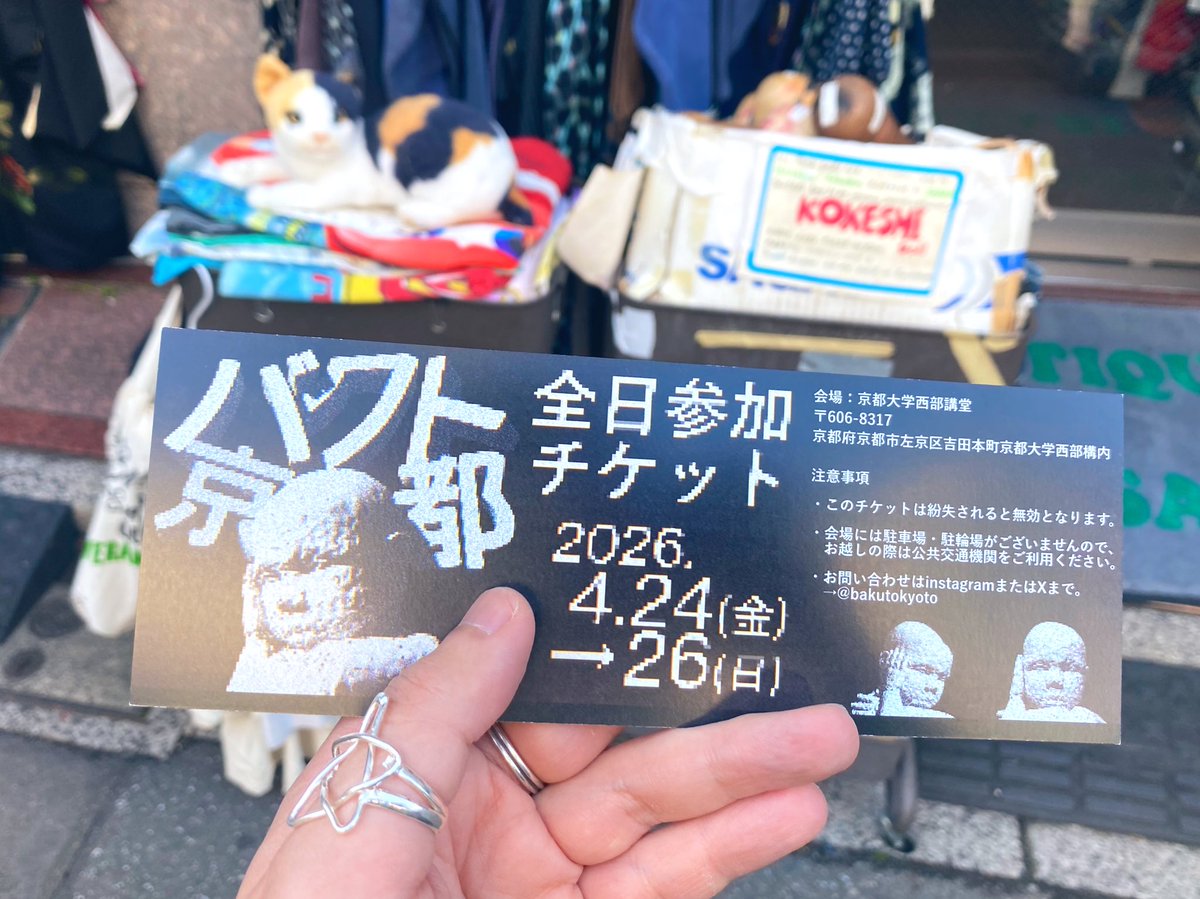 バクト
京都
全日参加
チケット
2026.
4.24(金)
→26(日)
会場：京都大学西部講堂
〒606-8317
京都府京都市左京区吉田本町京都大学西部構内
注意事項
・このチケットは紛失されると無効となります。
・会場には駐車場・駐輪場がございませんので、
お越しの際は公共交通機関をご利用ください。
・お問い合わせはinstagramまたはXまで。
→@bakutokyoto
KOKESHI